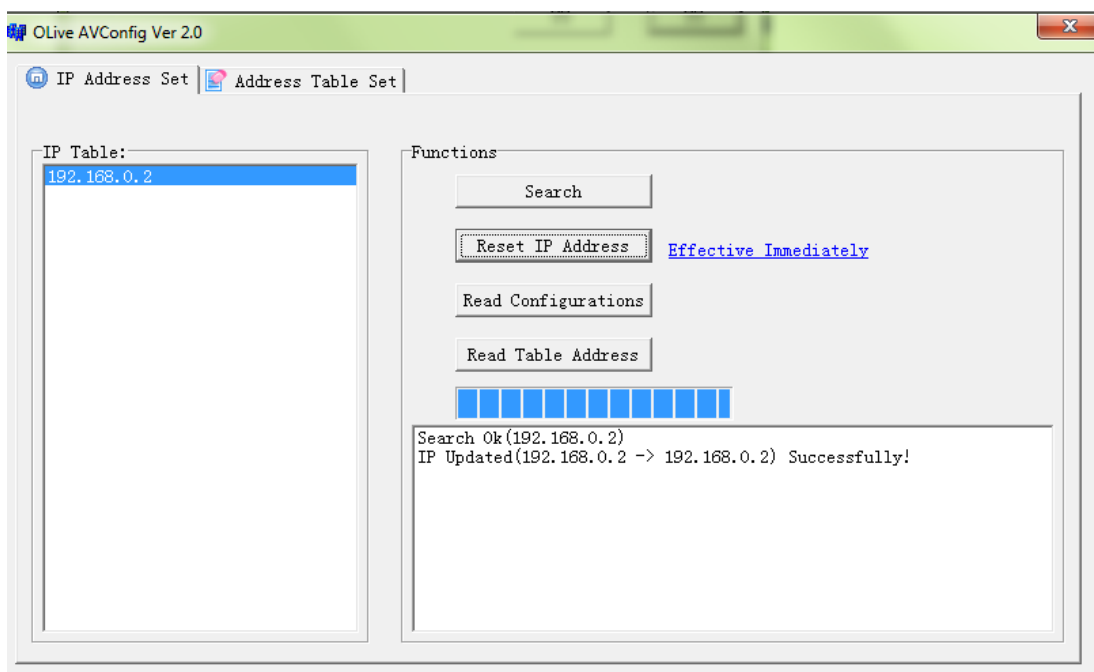 OLive AVConfig Ver 2.0
IP Address Set
Address Table Set
IP Table:
192.168.0.2
Functions
Search
Reset IP Address
Effective Immediately
Read Configurations
Read Table Address
Search Ok(192.168.0.2)
IP Updated(192.168.0.2 -> 192.168.0.2) Successfully!